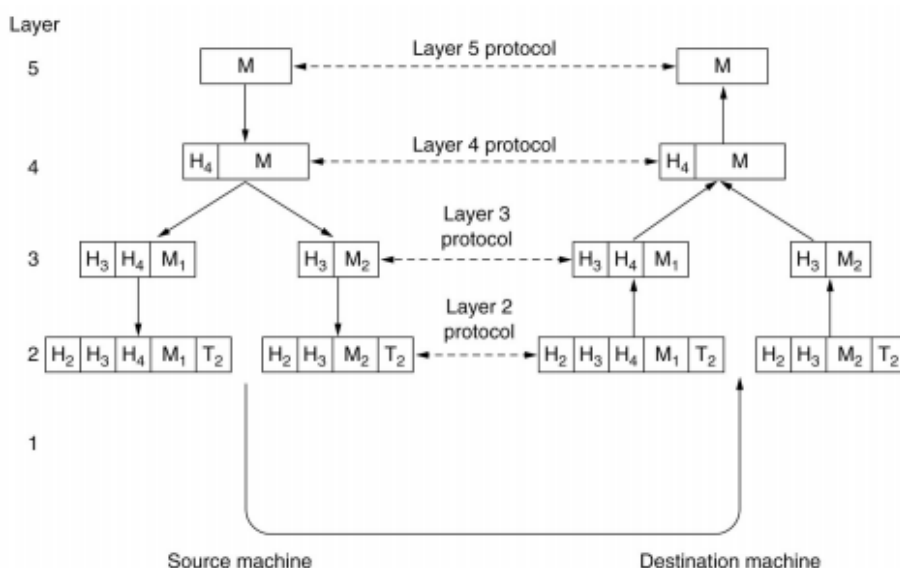 Layer
5
M
Layer 5 protocol
M
4
H₄ M
Layer 4 protocol
H₄ M
3
H₃ H₄ M₁
H₃ M₂
Layer 3
protocol
H₃ H₄ M₁
H₃ M₂
2
H₂ H₃ H₄ M₁ T₂
H₂ H₃ M₂ T₂
Layer 2
protocol
H₂ H₃ H₄ M₁ T₂
H₂ H₃ M₂ T₂
1
Source machine
Destination machine